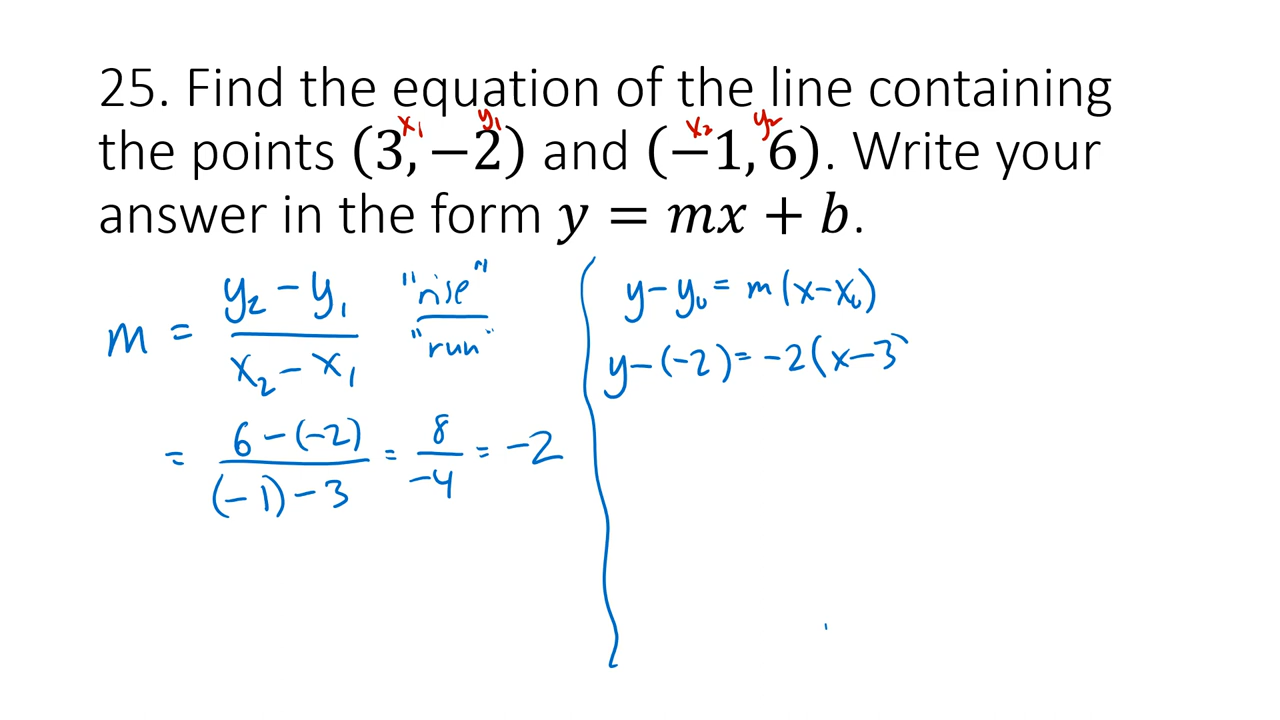 25. Find the equation of the line containing
x₁ y₁ x₂ y₂
the points (3, −2) and (−1, 6). Write your
answer in the form y = mx + b.
m = (y₂ − y₁)/(x₂ − x₁) "rise"/"run"
= (6 − (−2))/((−1) − 3) = 8/−4 = −2
y − y₀ = m(x − x₀)
y − (−2) = −2(x − 3)